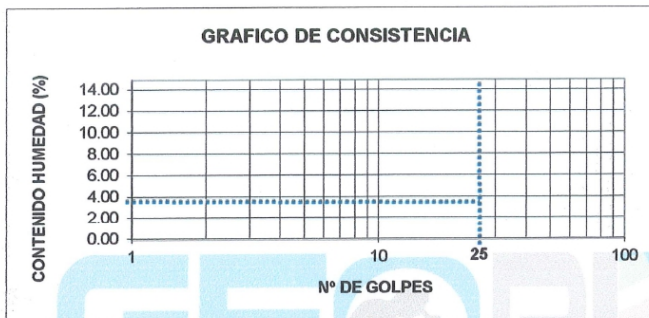 GRAFICO DE CONSISTENCIA
CONTENIDO HUMEDAD (%)
14.00
12.00
10.00
8.00
6.00
4.00
2.00
0.00
1 10 25 100
Nº DE GOLPES